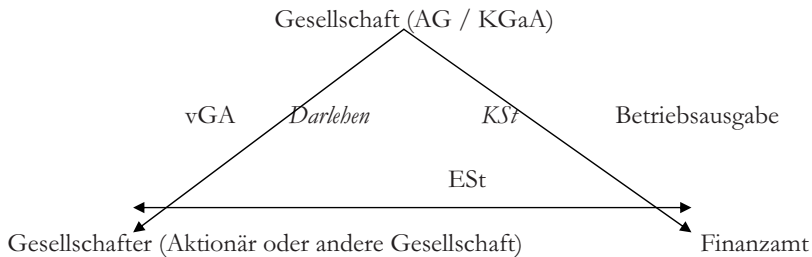 Gesellschaft (AG / KGaA)
vGA Darlehen KSt Betriebsausgabe
ESt
Gesellschafter (Aktionär oder andere Gesellschaft) Finanzamt